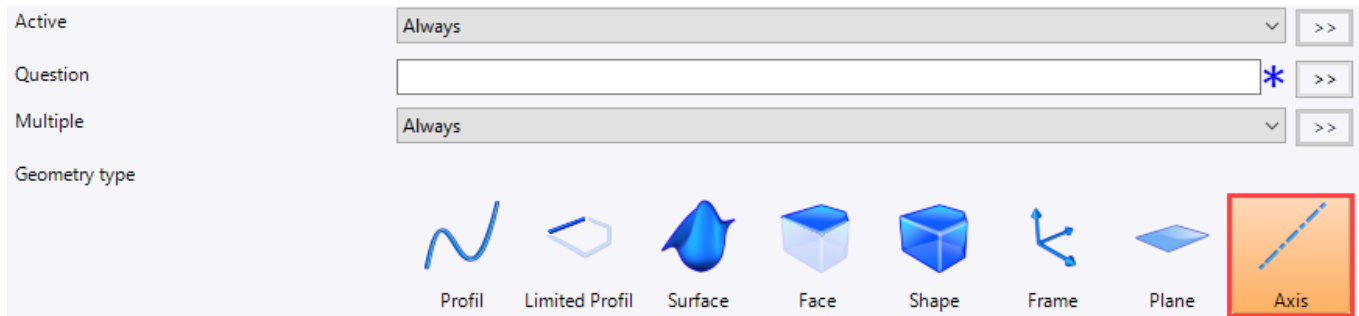 Active
Always
>>
Question
*
>>
Multiple
Always
>>
Geometry type
Profil Limited Profil Surface Face Shape Frame Plane Axis